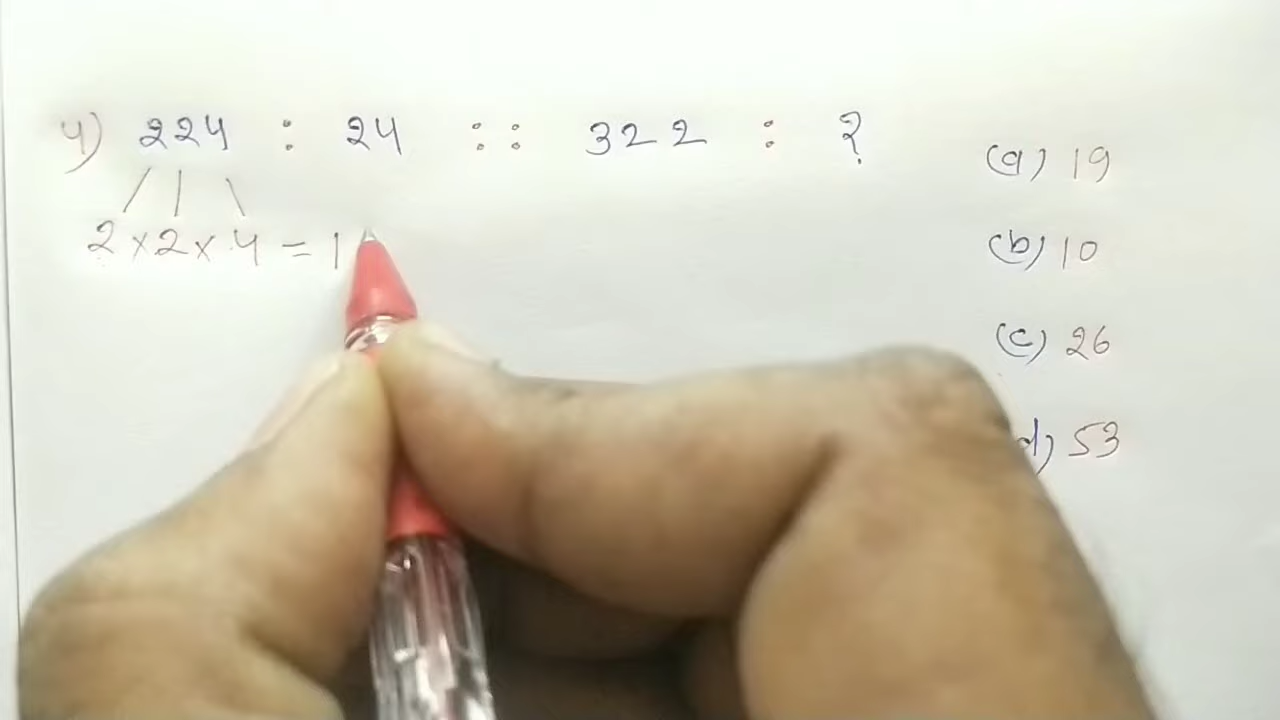 4) 224 : 24 :: 322 : ?
2 × 2 × 4 = 1
(a) 19
(b) 10
(c) 26
d) 53